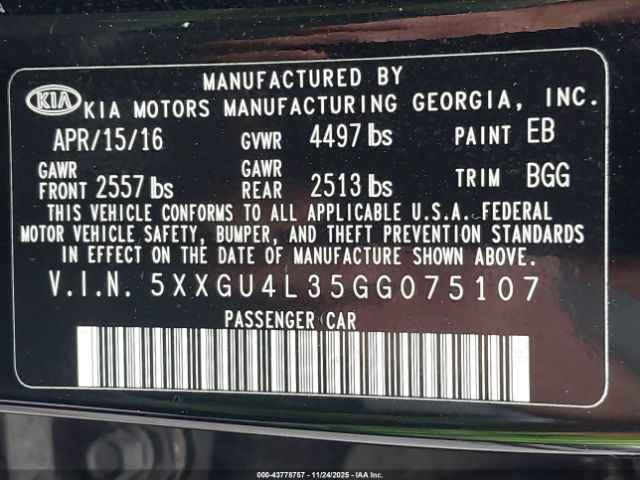 MANUFACTURED BY
KIA KIA MOTORS MANUFACTURING GEORGIA, INC.
APR/15/16 GVWR 4497 lbs PAINT EB
GAWR FRONT 2557 lbs GAWR REAR 2513 lbs TRIM BGG
THIS VEHICLE CONFORMS TO ALL APPLICABLE U.S.A. FEDERAL
MOTOR VEHICLE SAFETY, BUMPER, AND THEFT PREVENTION STANDARDS
IN EFFECT ON THE DATE OF MANUFACTURE SHOWN ABOVE.
V.I.N. 5XXGU4L35GG075107
PASSENGER CAR
000-43778757 - 11/24/2025 - IAA Inc.